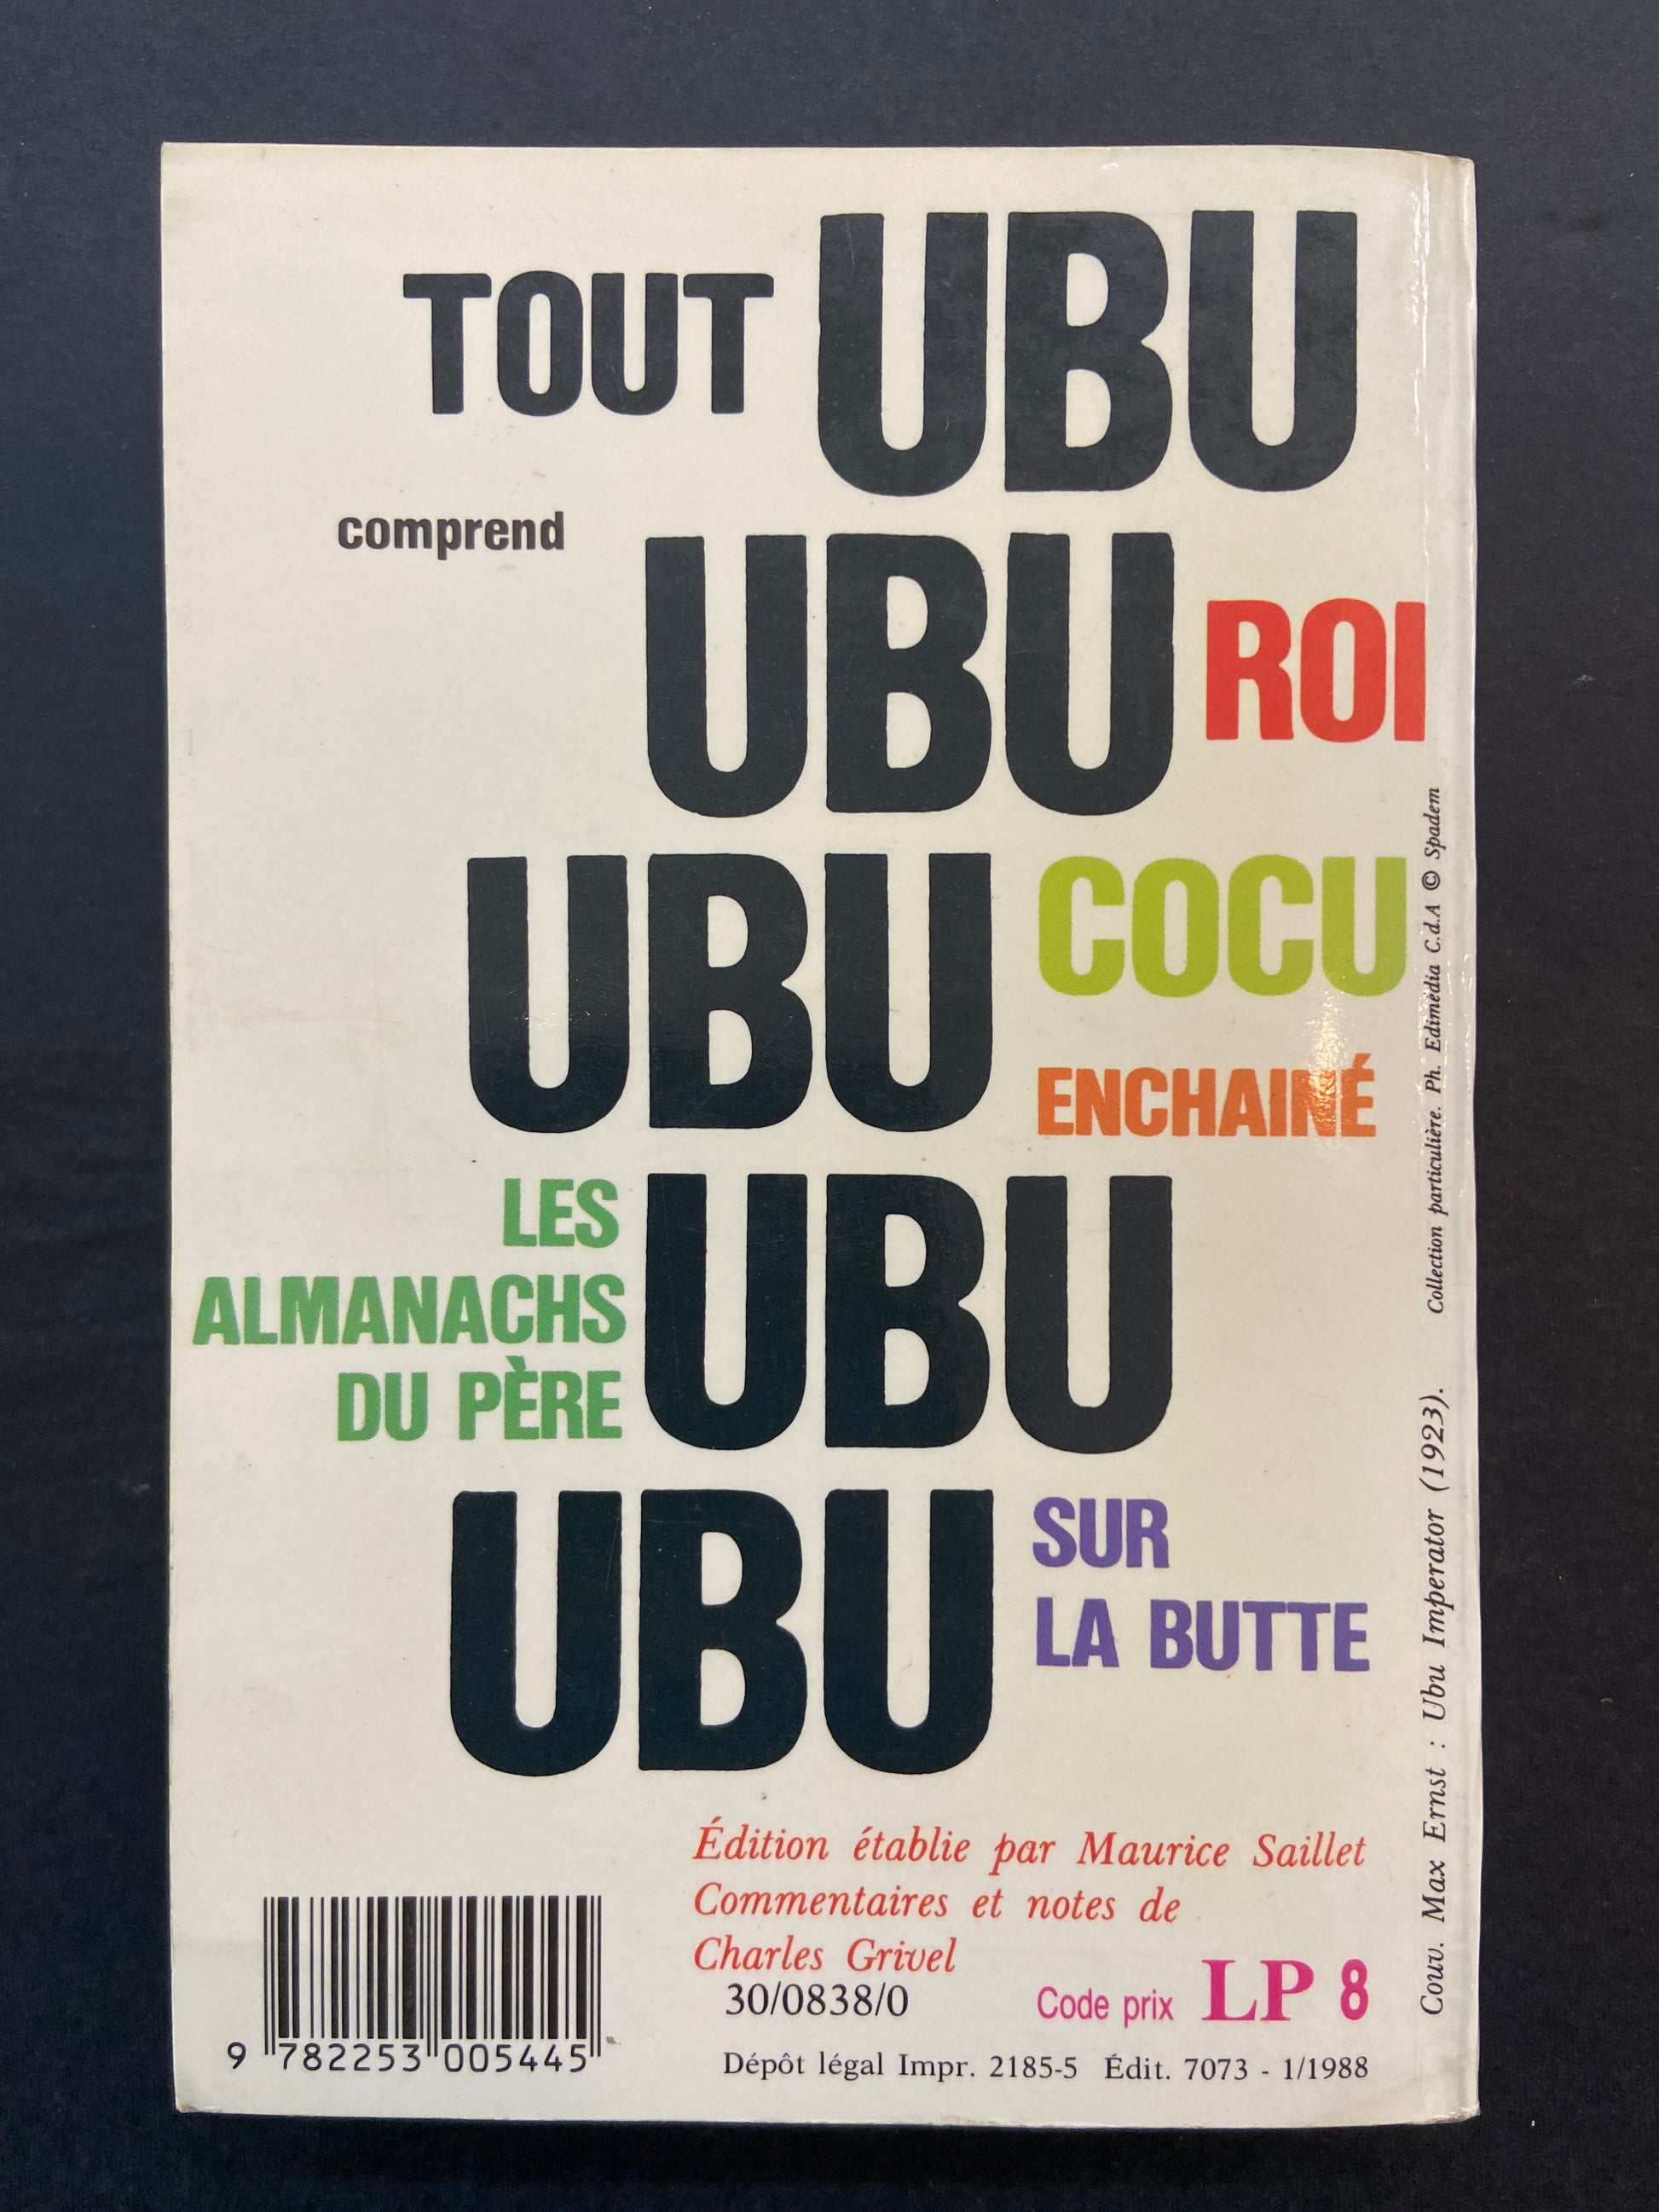 TOUT UBU
comprend
UBU ROI
UBU COCU
ENCHAINÉ
LES
ALMANACHS
DU PÈRE
UBU
UBU SUR
LA BUTTE
Édition établie par Maurice Saillet
Commentaires et notes de
Charles Grivel
30/0838/0
Code prix LP 8
9 782253 005445
Dépôt légal Impr. 2185-5 Édit. 7073 - 1/1988
Couv. Max Ernst : Ubu Imperator (1923). Collection particulière. Ph. Edimédia C.d.A © Spadem